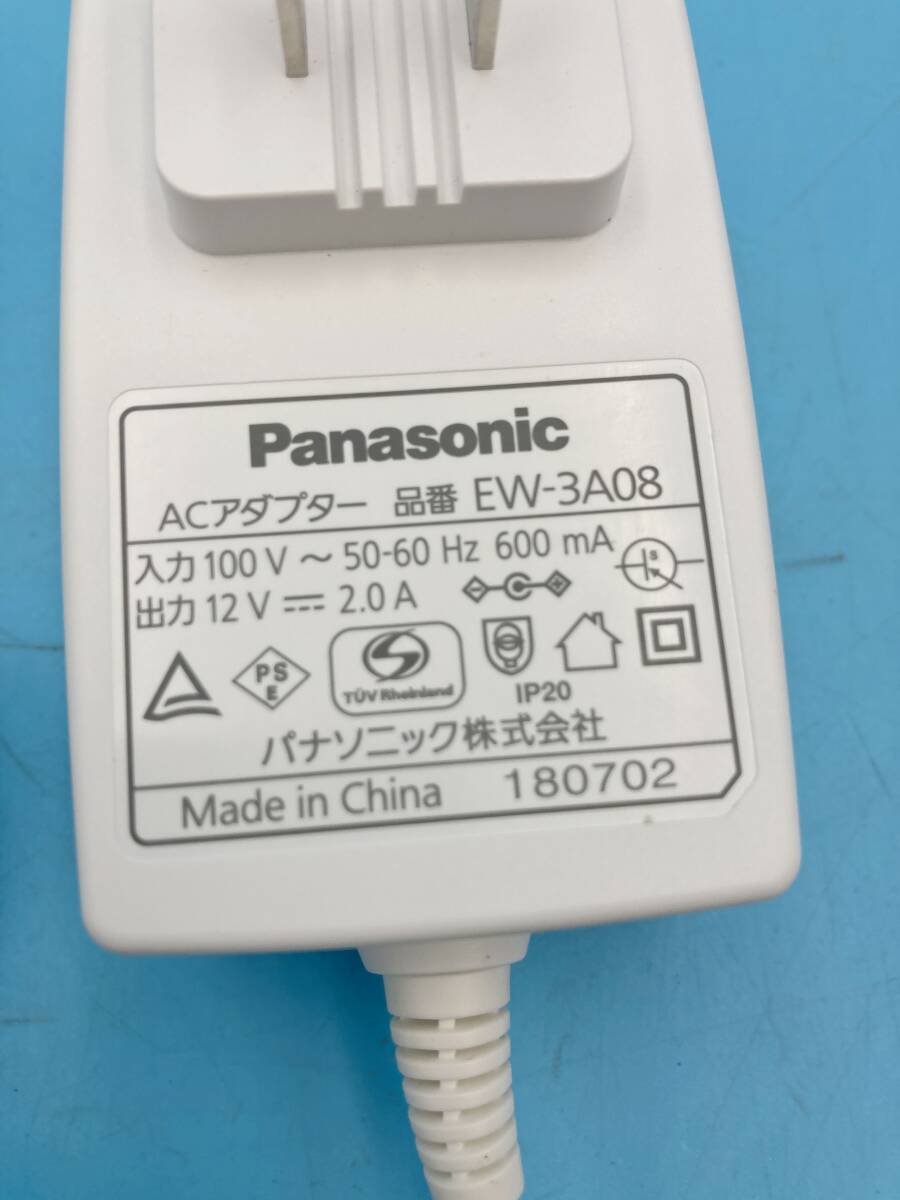 Panasonic
ACアダプター 品番 EW-3A08
入力 100 V ～ 50-60 Hz 600 mA
出力 12 V ⎓ 2.0 A
S
PS
E
TÜV Rheinland
IP20
パナソニック株式会社
Made in China 180702